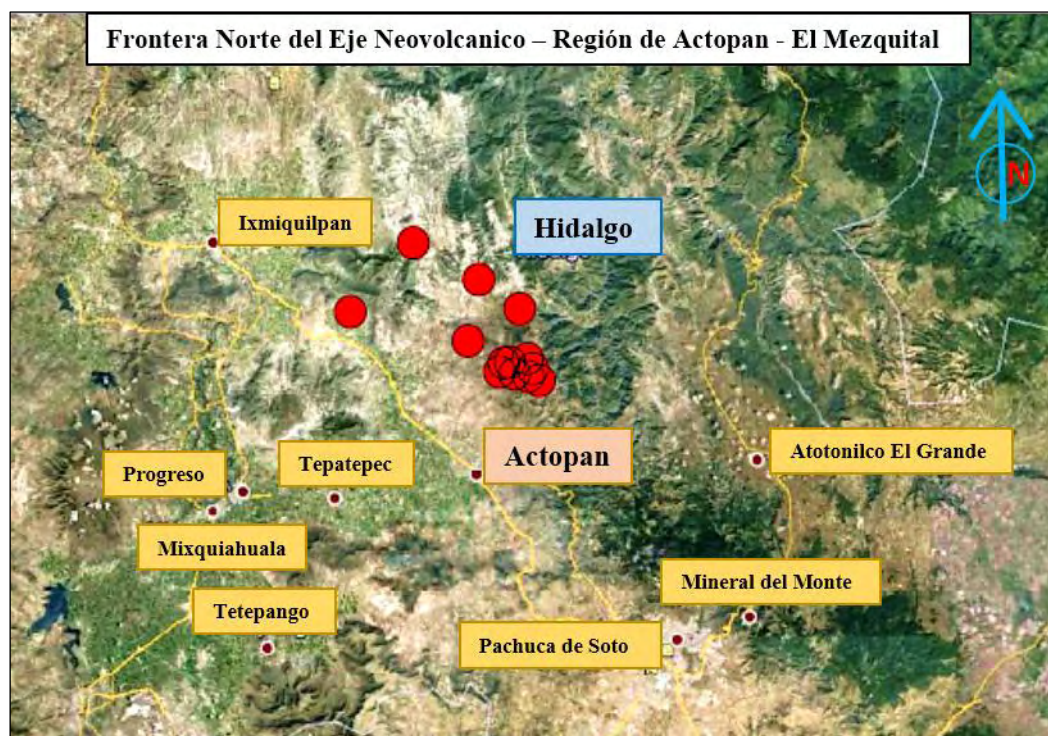 Frontera Norte del Eje Neovolcanico – Región de Actopan - El Mezquital
N
Ixmiquilpan
Hidalgo
Actopan
Tepatepec
Progreso
Atotonilco El Grande
Mixquiahuala
Mineral del Monte
Tetepango
Pachuca de Soto